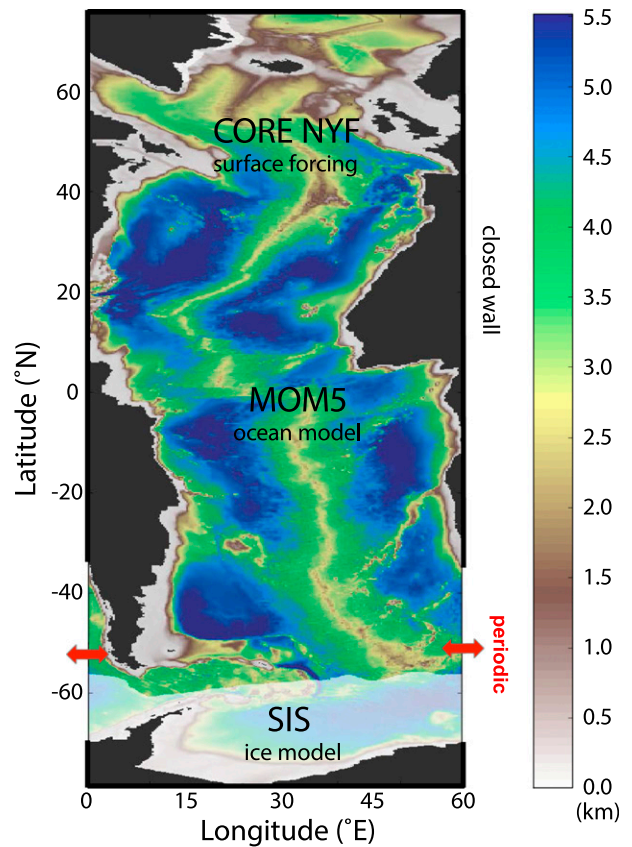 CORE NYF
surface forcing
MOM5
ocean model
SIS
ice model
closed wall
periodic
Latitude (˚N)
60
40
20
0
-20
-40
-60
0
15
30
45
60
Longitude (˚E)
5.5
5.0
4.5
4.0
3.5
3.0
2.5
2.0
1.5
1.0
0.5
0.0
(km)